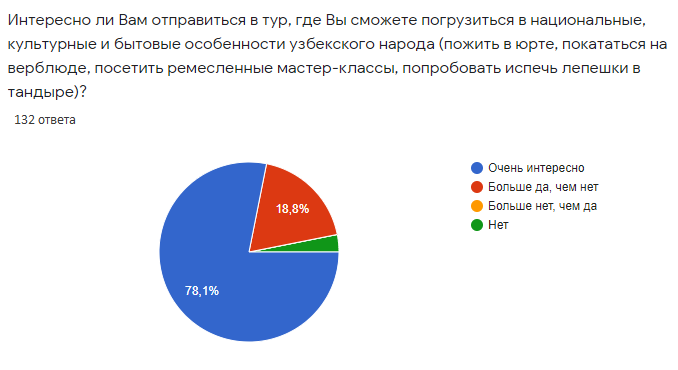 Интересно ли Вам отправиться в тур, где Вы сможете погрузиться в национальные,
культурные и бытовые особенности узбекского народа (пожить в юрте, покататься на
верблюде, посетить ремесленные мастер-классы, попробовать испечь лепешки в
тандыре)?
132 ответа
Очень интересно
Больше да, чем нет
Больше нет, чем да
Нет
18,8%
78,1%